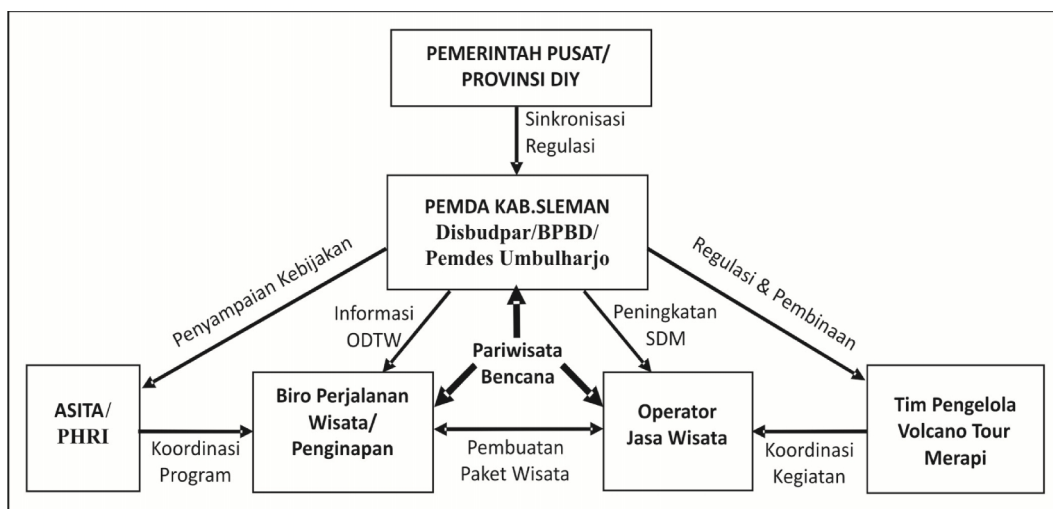 PEMERINTAH PUSAT/
PROVINSI DIY
Sinkronisasi
Regulasi
PEMDA KAB.SLEMAN
Disbudpar/BPBD/
Pemdes Umbulharjo
Penyampaian Kebijakan
Informasi
ODTW
Pariwisata
Bencana
Peningkatan
SDM
Regulasi & Pembinaan
ASITA/
PHRI
Koordinasi
Program
Biro Perjalanan
Wisata/
Penginapan
Pembuatan
Paket Wisata
Operator
Jasa Wisata
Koordinasi
Kegiatan
Tim Pengelola
Volcano Tour
Merapi